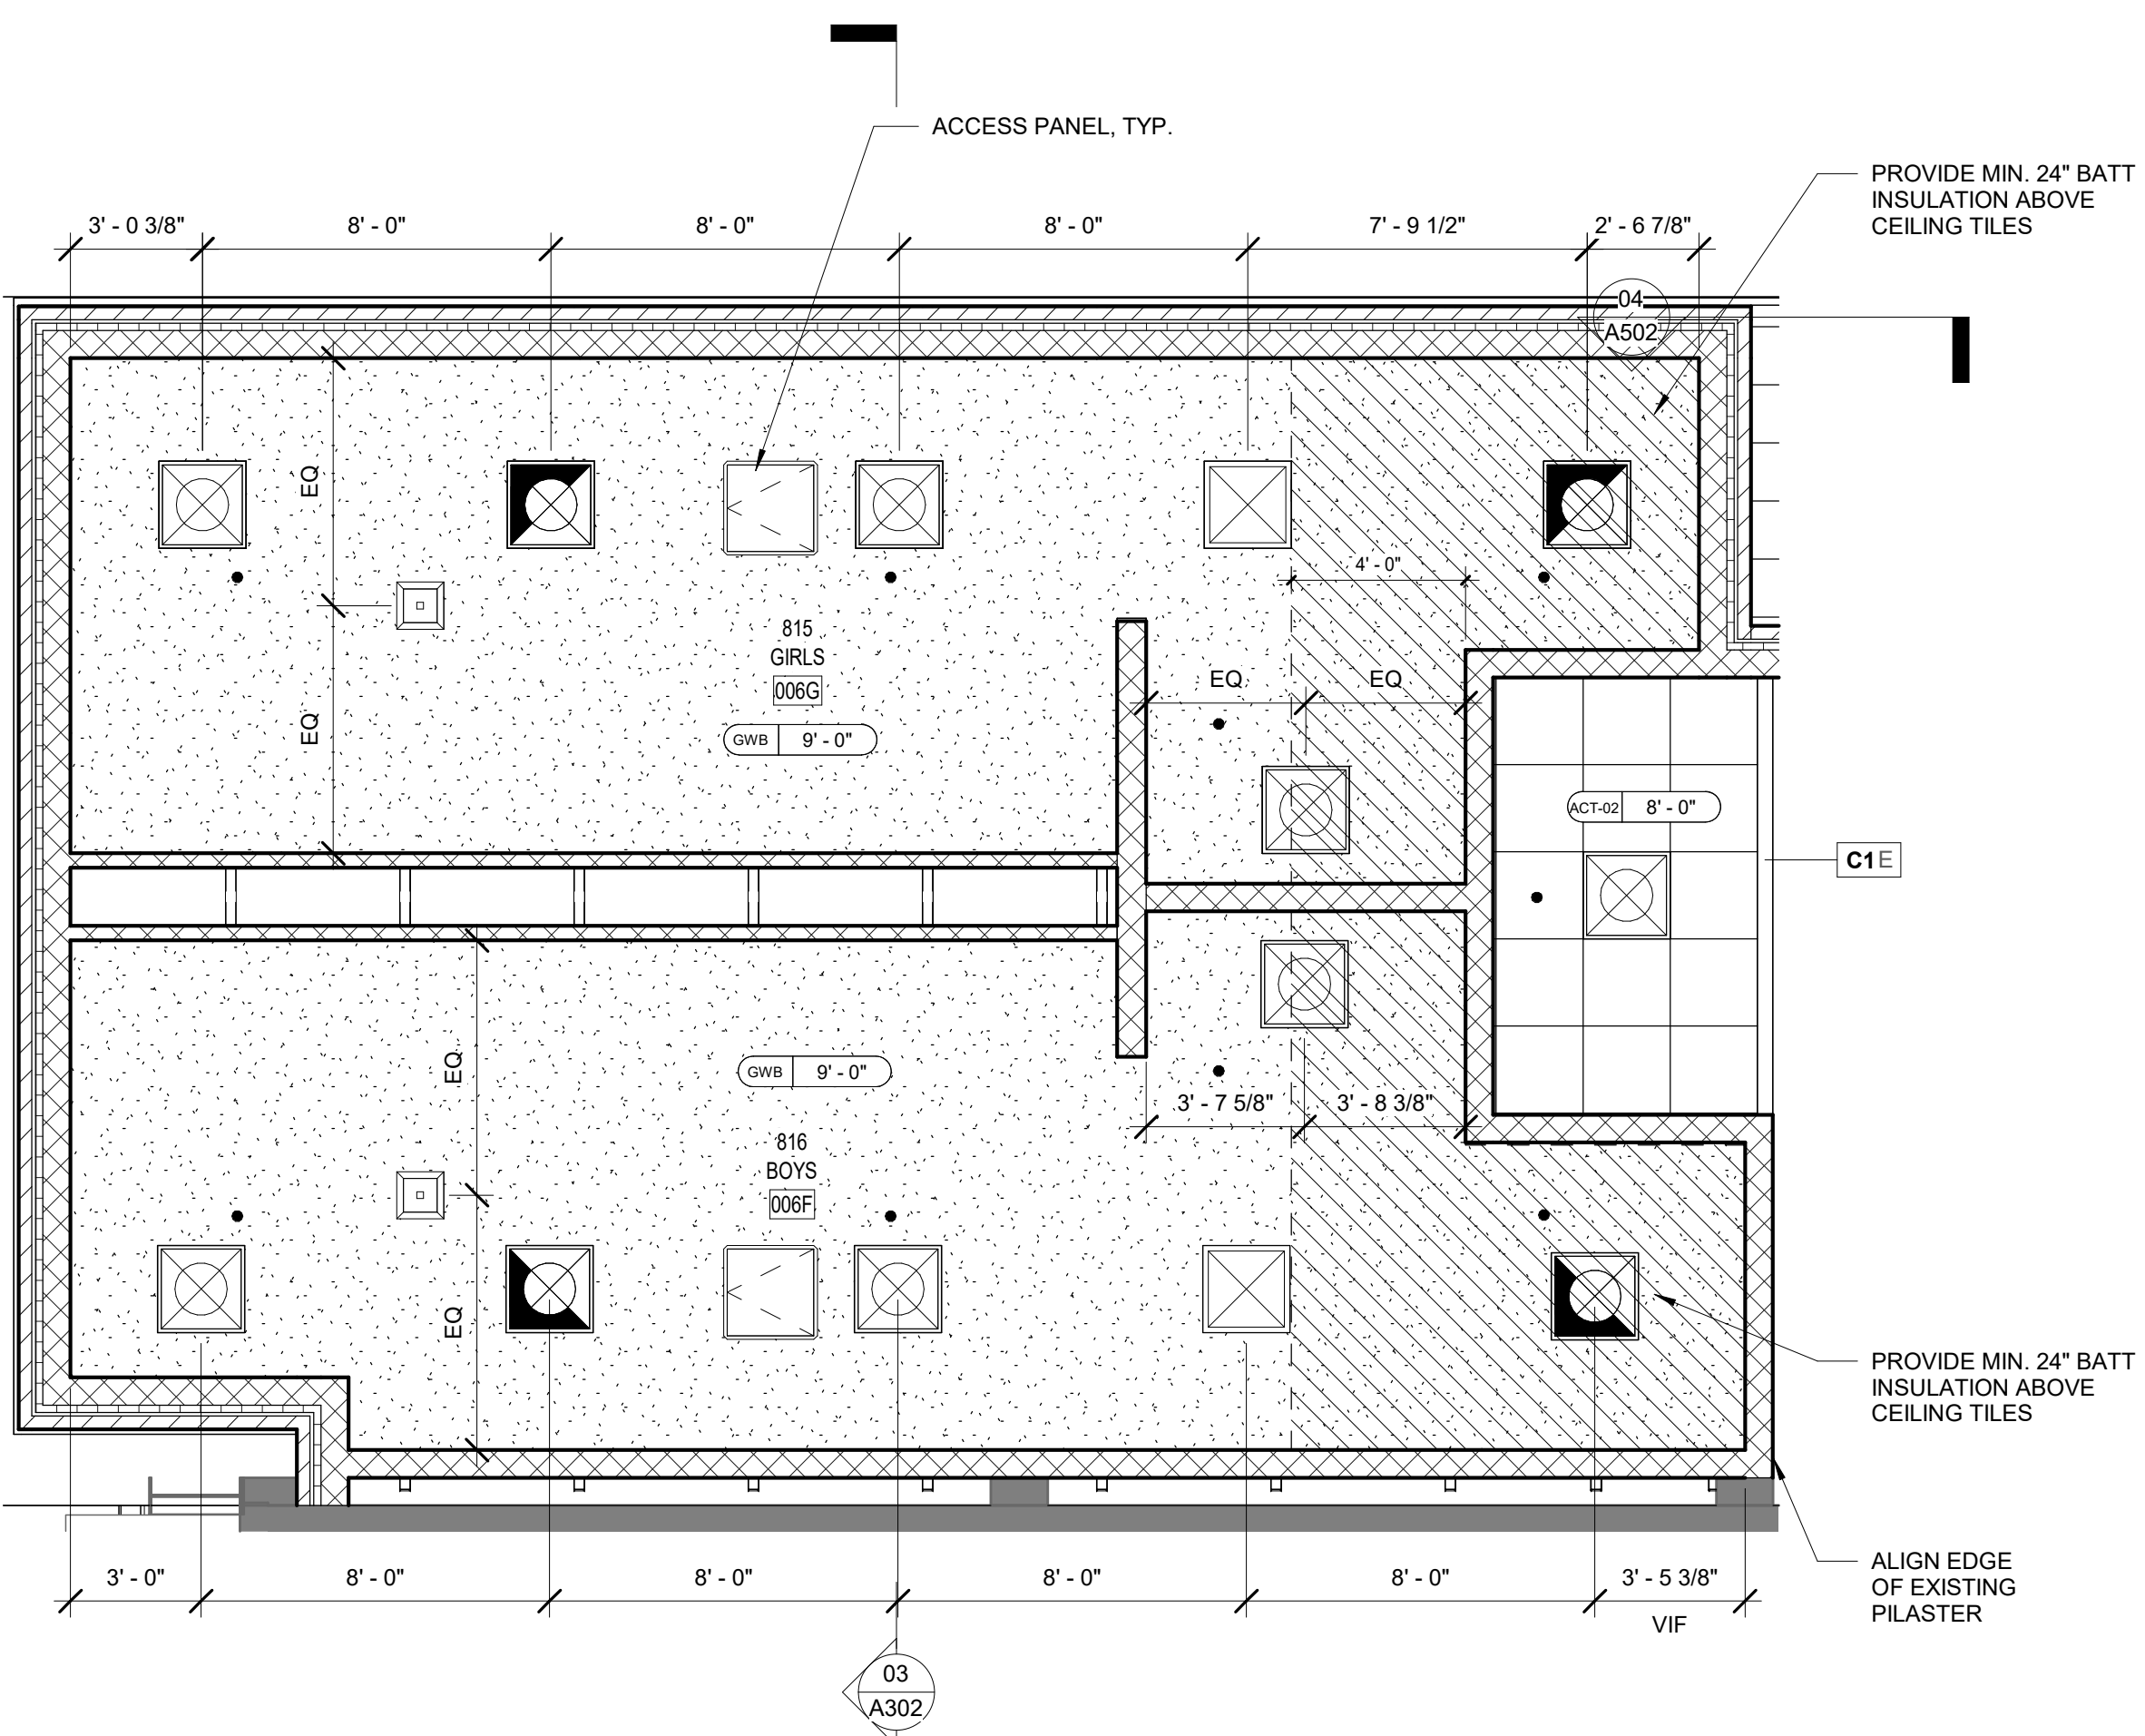 ACCESS PANEL, TYP.
PROVIDE MIN. 24" BATT
INSULATION ABOVE
CEILING TILES
3' - 0 3/8"
8' - 0"
8' - 0"
8' - 0"
7' - 9 1/2"
2' - 6 7/8"
04
A502
EQ
4' - 0"
815
GIRLS
006G
EQ
EQ
EQ
GWB
9' - 0"
ACT-02
8' - 0"
C1E
EQ
GWB
9' - 0"
3' - 7 5/8"
3' - 8 3/8"
816
BOYS
006F
EQ
PROVIDE MIN. 24" BATT
INSULATION ABOVE
CEILING TILES
3' - 0"
8' - 0"
8' - 0"
8' - 0"
8' - 0"
3' - 5 3/8"
VIF
ALIGN EDGE
OF EXISTING
PILASTER
03
A302